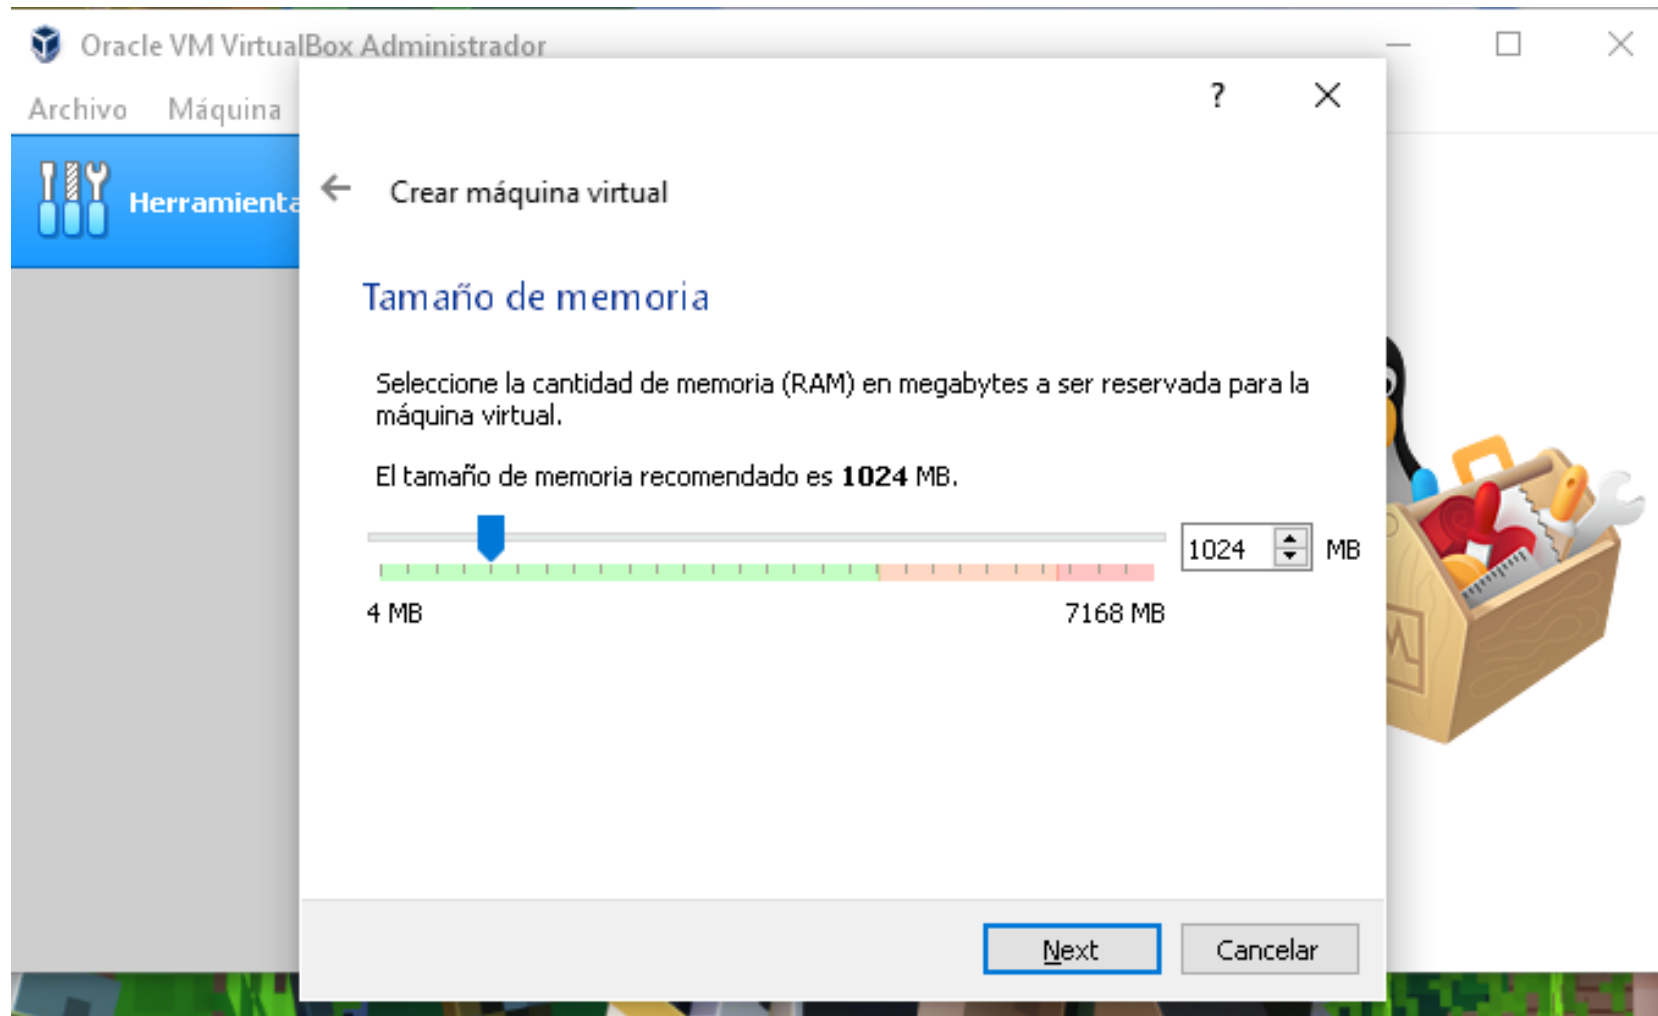 Oracle VM VirtualBox Administrador
Archivo Máquina
?
Herramienta
Crear máquina virtual
Tamaño de memoria
Seleccione la cantidad de memoria (RAM) en megabytes a ser reservada para la
máquina virtual.
El tamaño de memoria recomendado es 1024 MB.
1024 MB
4 MB 7168 MB
Next Cancelar